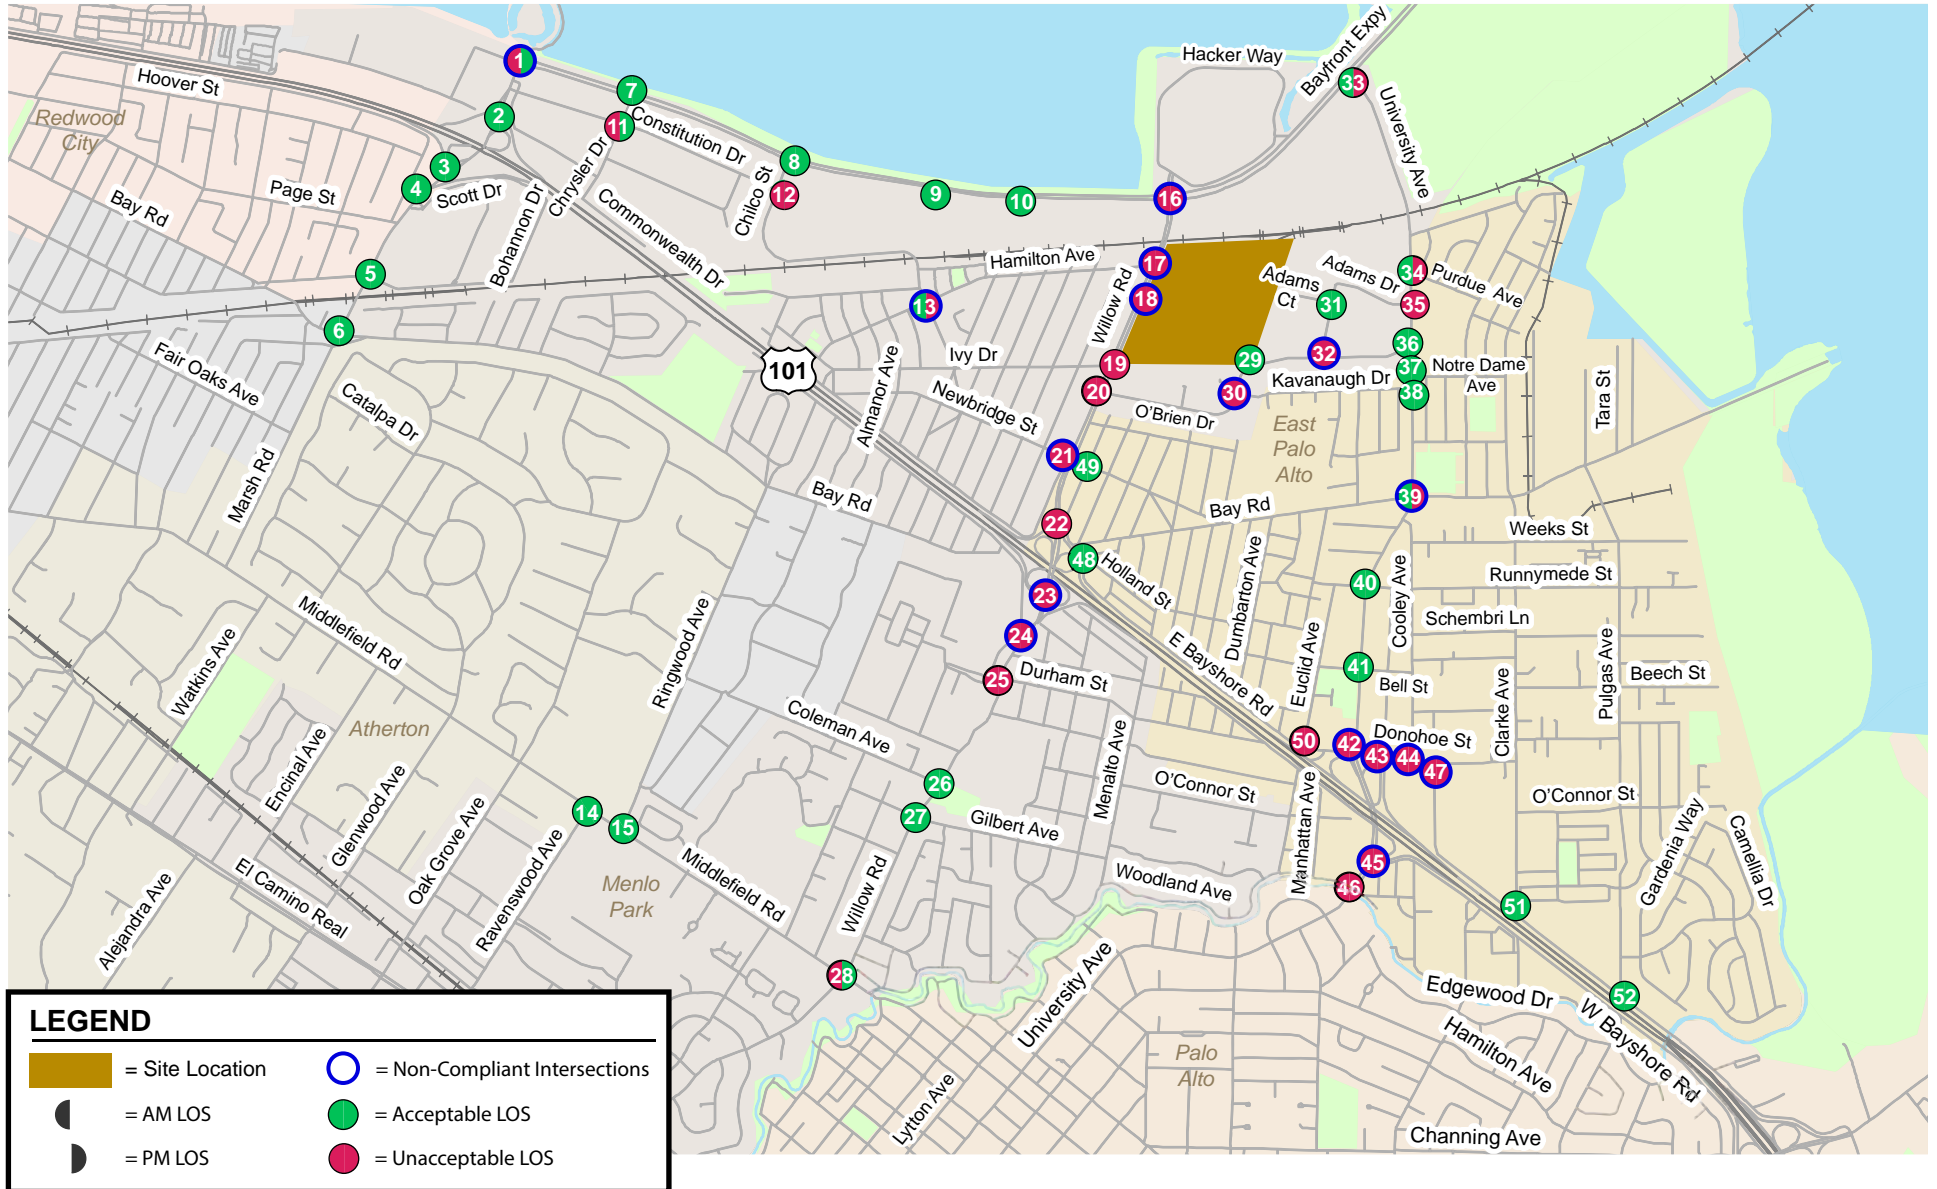 Hoover St
Redwood
City
Page St
Bay Rd
Scott Dr
Bohannon Dr
Chrysler Dr
Constitution Dr
Chilco St
Commonwealth Dr
Hacker Way
Bayfront Expy
University Ave
Hamilton Ave
Willow Rd
Adams
Ct
Adams Dr
Purdue Ave
Ivy Dr
Almanor Ave
Newbridge St
101
Kavanaugh Dr
Notre Dame
Ave
O'Brien Dr
East
Palo
Alto
Tara St
Fair Oaks Ave
Catalpa Dr
Marsh Rd
Bay Rd
Bay Rd
Weeks St
Holland St
Dumbarton Ave
Cooley Ave
Runnymede St
Schembri Ln
Middlefield Rd
Watkins Ave
Ringwood Ave
E Bayshore Rd
Euclid Ave
Bell St
Pulgas Ave
Beech St
Durham St
Clarke Ave
Atherton
Encinal Ave
Glenwood Ave
Coleman Ave
Menalto Ave
Donohoe St
O'Connor St
O'Connor St
Manhattan Ave
Gilbert Ave
Oak Grove Ave
Ravenswood Ave
El Camino Real
Alejandra Ave
Menlo
Park
Middlefield Rd
Willow Rd
Woodland Ave
Gardenia Way
Camellia Dr
University Ave
Edgewood Dr
Hamilton Ave
W Bayshore Rd
Palo
Alto
Lytton Ave
Channing Ave
1
2
3
4
5
6
7
8
9
10
11
12
13
14
15
16
17
18
19
20
21
22
23
24
25
26
27
28
29
30
31
32
33
34
35
36
37
38
39
40
41
42
43
44
45
46
47
48
49
50
51
52
LEGEND
= Site Location
= Non-Compliant Intersections
= AM LOS
= Acceptable LOS
= PM LOS
= Unacceptable LOS